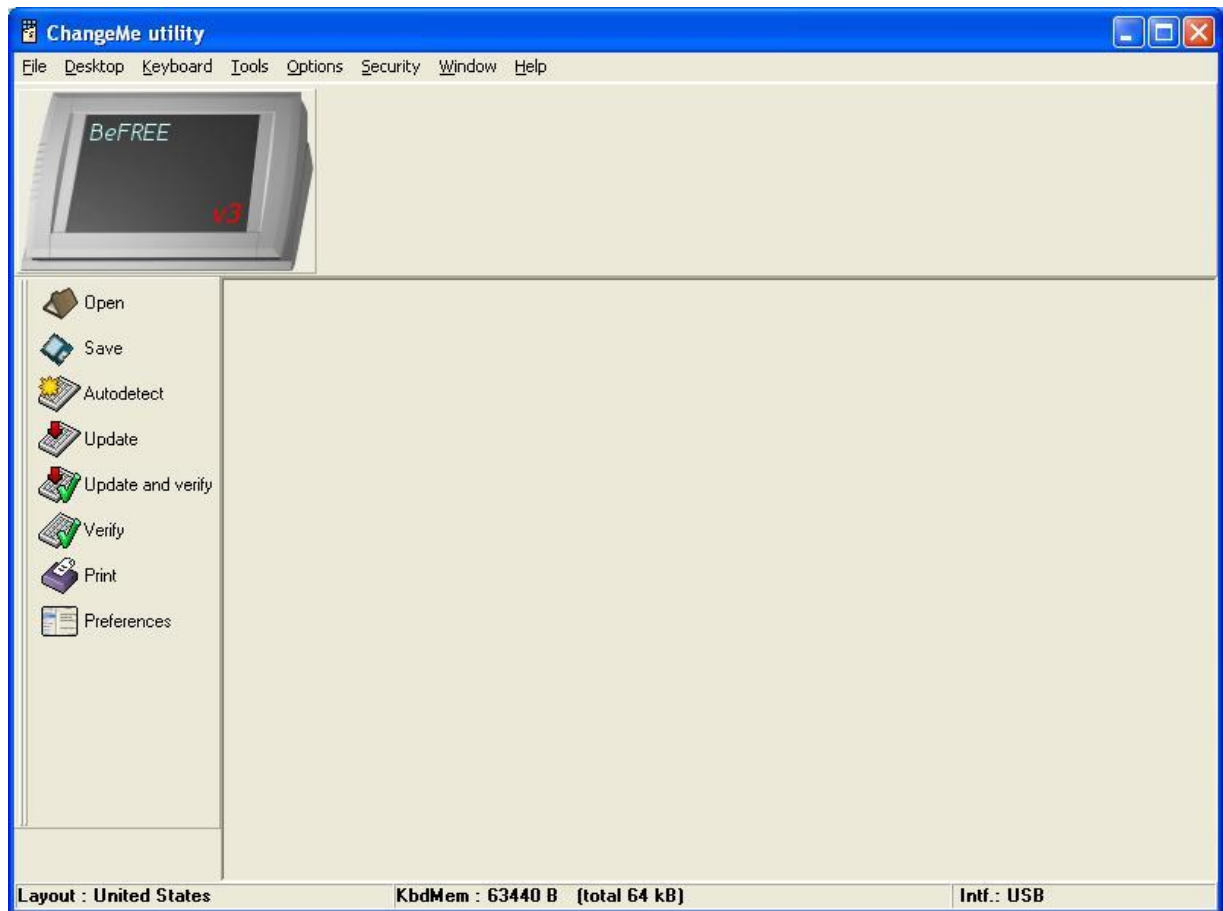 ChangeMe utility
File Desktop Keyboard Tools Options Security Window Help
BeFREE
v3
Open
Save
Autodetect
Update
Update and verify
Verify
Print
Preferences
Layout : United States KbdMem : 63440 B (total 64 kB) Intf.: USB